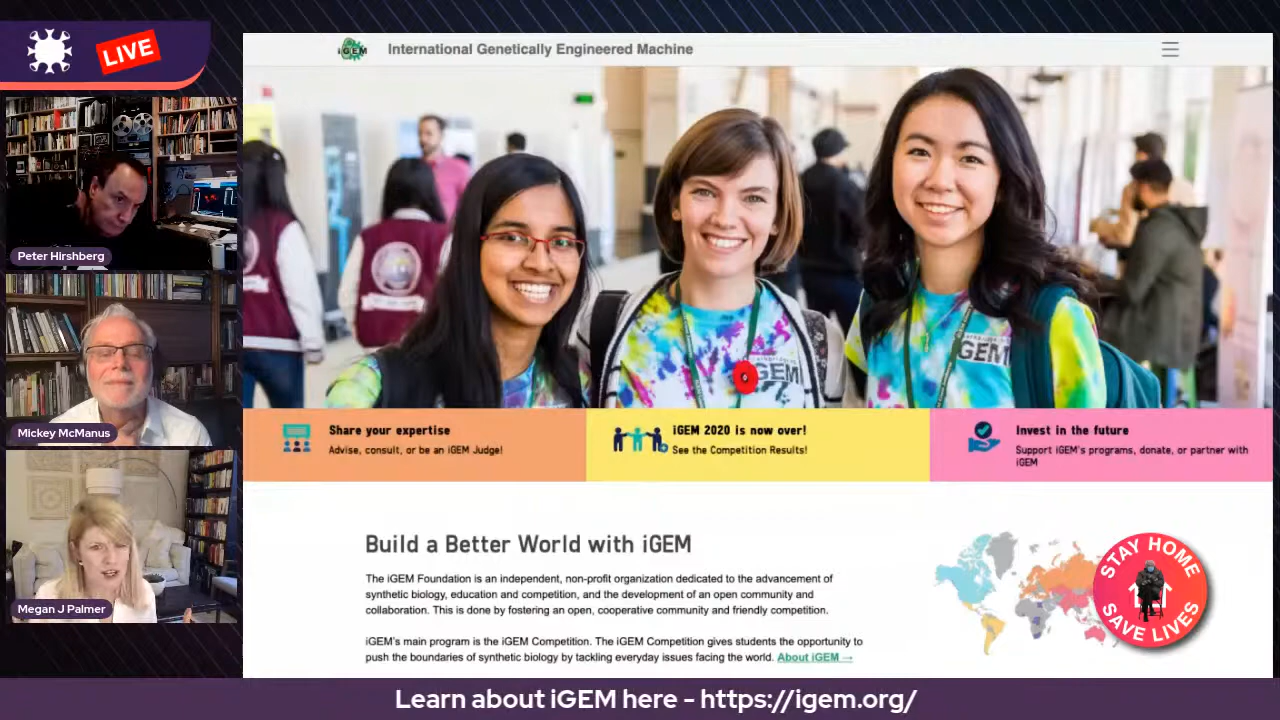 LIVE
Peter Hirshberg
Mickey McManus
Megan J Palmer
iGEM
International Genetically Engineered Machine
iGEM
iGEM
Share your expertise
Advise, consult, or be an iGEM Judge!
iGEM 2020 is now over!
See the Competition Results!
Invest in the future
Support iGEM's programs, donate, or partner with
iGEM
Build a Better World with iGEM
The iGEM Foundation is an independent, non-profit organization dedicated to the advancement of
synthetic biology, education and competition, and the development of an open community and
collaboration. This is done by fostering an open, cooperative community and friendly competition.
iGEM's main program is the iGEM Competition. The iGEM Competition gives students the opportunity to
push the boundaries of synthetic biology by tackling everyday issues facing the world. About iGEM →
STAY HOME
SAVE LIVES
Learn about iGEM here - https://igem.org/